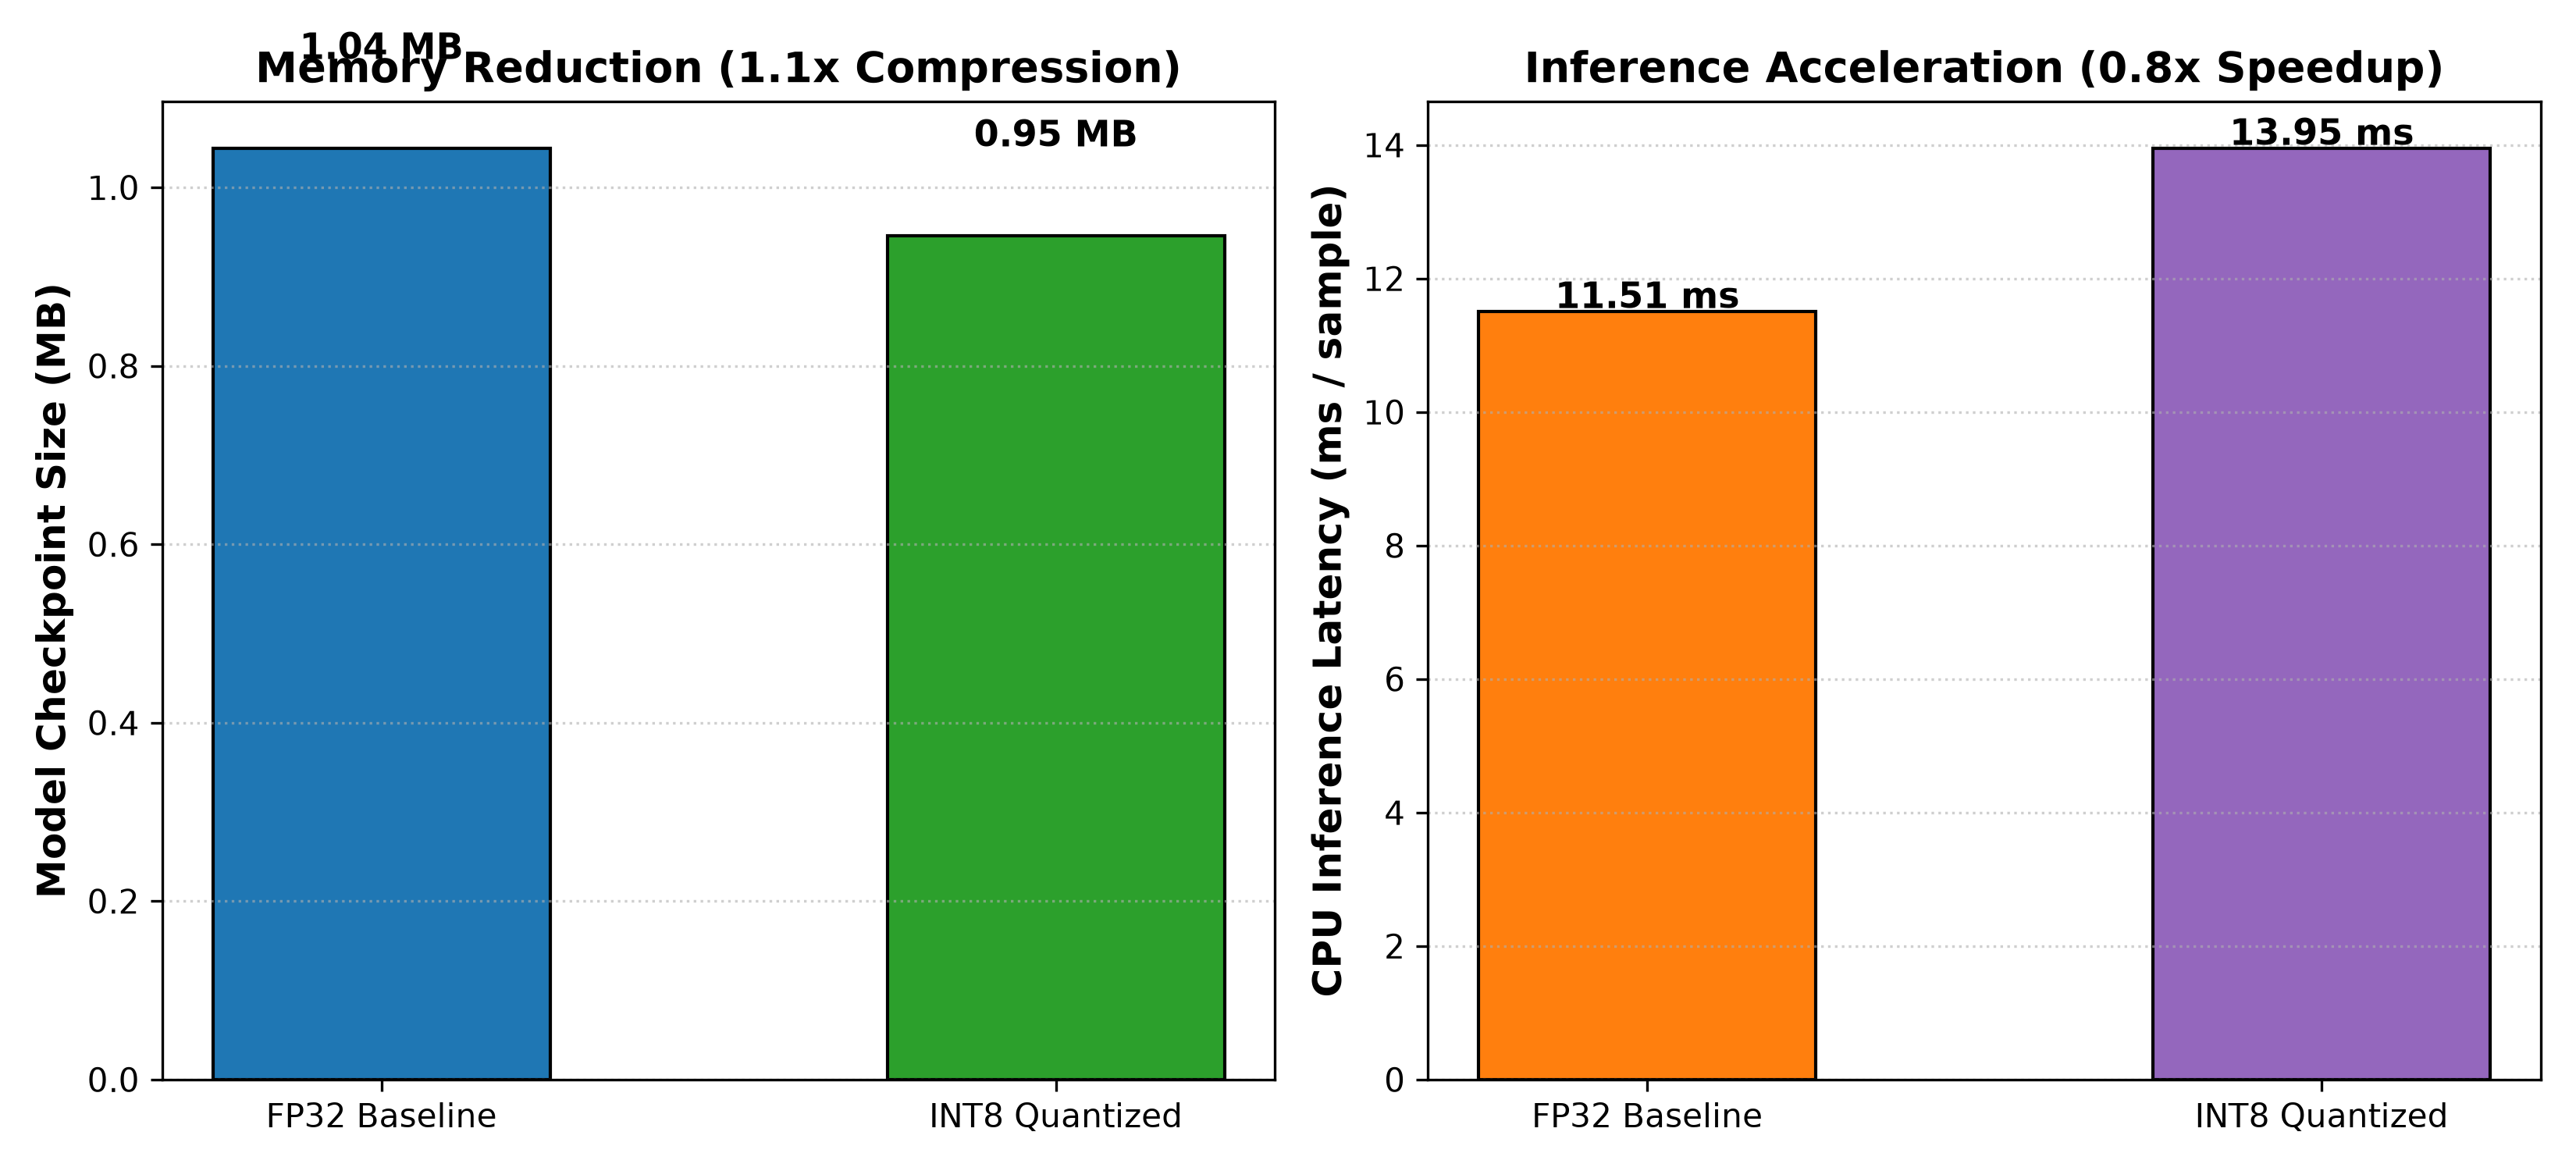 1.04 MB
Memory Reduction (1.1x Compression)
0.95 MB
Model Checkpoint Size (MB)
1.0
0.8
0.6
0.4
0.2
0.0
FP32 Baseline
INT8 Quantized
Inference Acceleration (0.8x Speedup)
13.95 ms
11.51 ms
CPU Inference Latency (ms / sample)
14
12
10
8
6
4
2
0
FP32 Baseline
INT8 Quantized